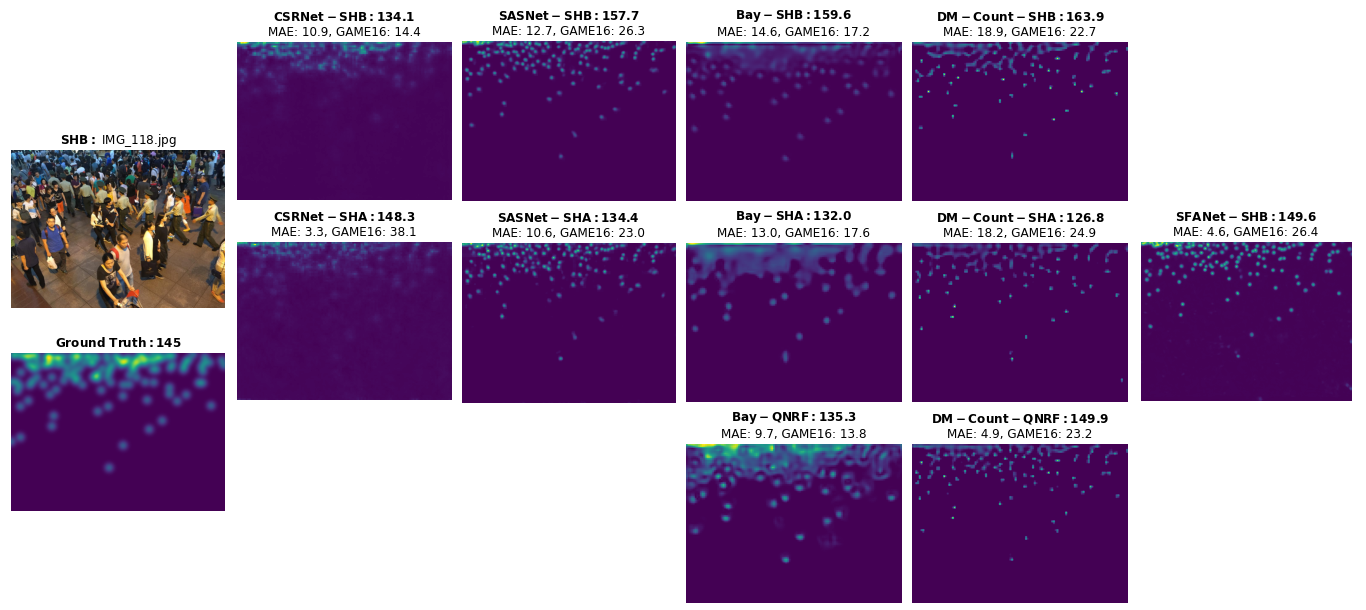 CSRNet − SHB : 134.1
MAE: 10.9, GAME16: 14.4
SASNet − SHB : 157.7
MAE: 12.7, GAME16: 26.3
Bay − SHB : 159.6
MAE: 14.6, GAME16: 17.2
DM − Count − SHB : 163.9
MAE: 18.9, GAME16: 22.7
SHB : IMG_118.jpg
CSRNet − SHA : 148.3
MAE: 3.3, GAME16: 38.1
SASNet − SHA : 134.4
MAE: 10.6, GAME16: 23.0
Bay − SHA : 132.0
MAE: 13.0, GAME16: 17.6
DM − Count − SHA : 126.8
MAE: 18.2, GAME16: 24.9
SFANet − SHB : 149.6
MAE: 4.6, GAME16: 26.4
Ground Truth : 145
Bay − QNRF : 135.3
MAE: 9.7, GAME16: 13.8
DM − Count − QNRF : 149.9
MAE: 4.9, GAME16: 23.2